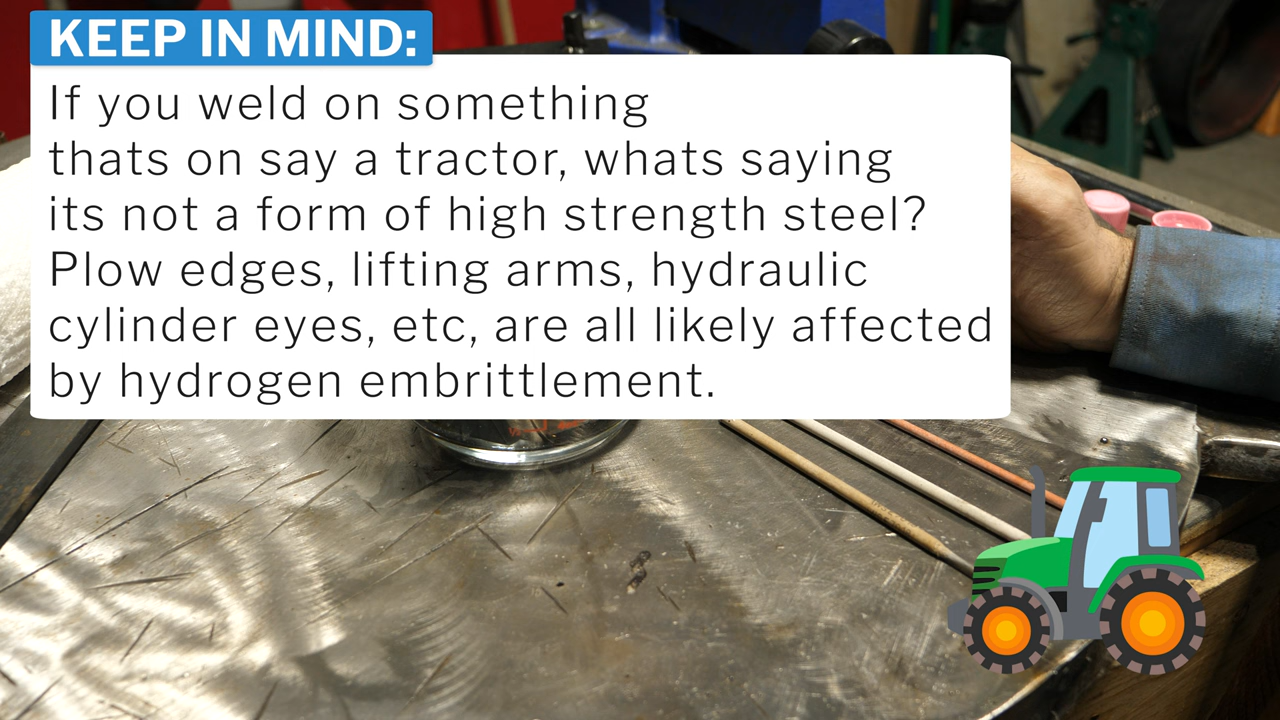 KEEP IN MIND:
If you weld on something
thats on say a tractor, whats saying
its not a form of high strength steel?
Plow edges, lifting arms, hydraulic
cylinder eyes, etc, are all likely affected
by hydrogen embrittlement.